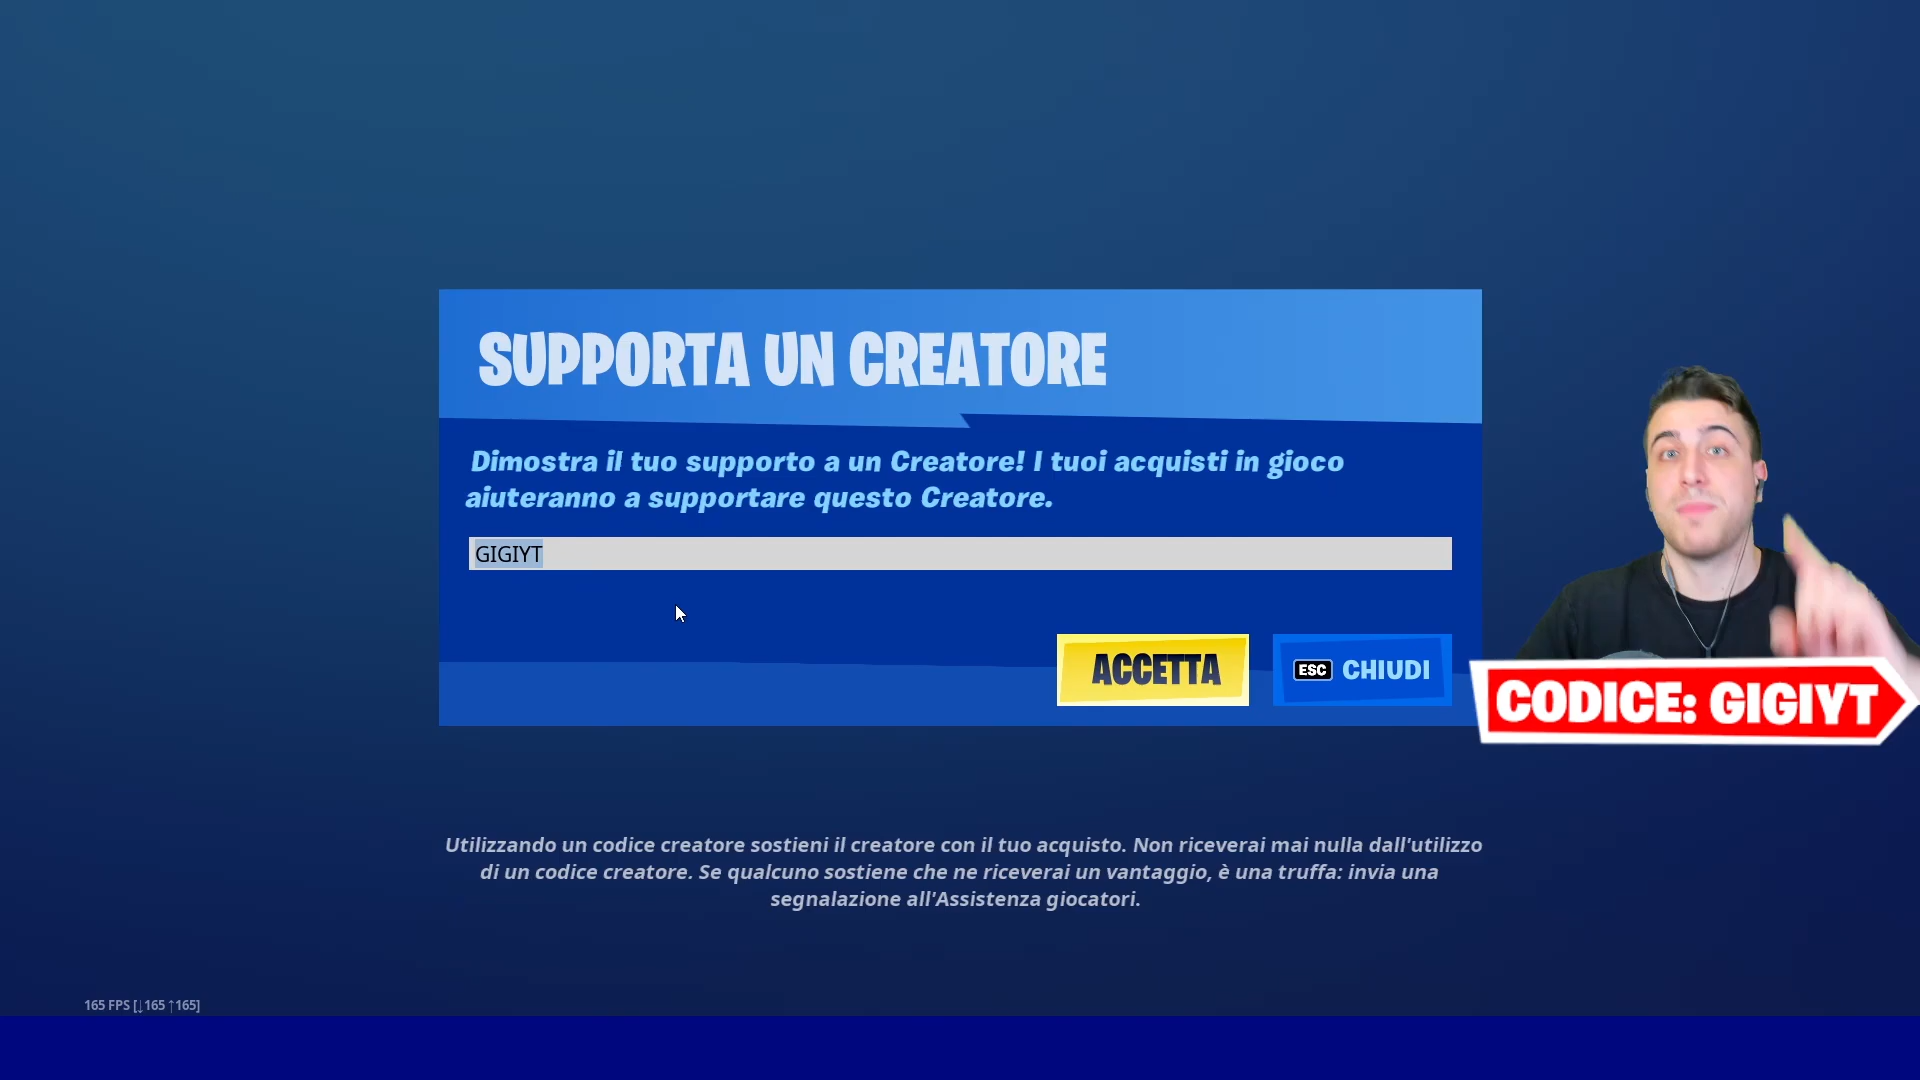 SUPPORTA UN CREATORE
Dimostra il tuo supporto a un Creatore! I tuoi acquisti in gioco
aiuteranno a supportare questo Creatore.
GIGIYT
ACCETTA
ESC CHIUDI
CODICE: GIGIYT
Utilizzando un codice creatore sostieni il creatore con il tuo acquisto. Non riceverai mai nulla dall'utilizzo
di un codice creatore. Se qualcuno sostiene che ne riceverai un vantaggio, è una truffa: invia una
segnalazione all'Assistenza giocatori.
165 FPS [↓165 ↑165]